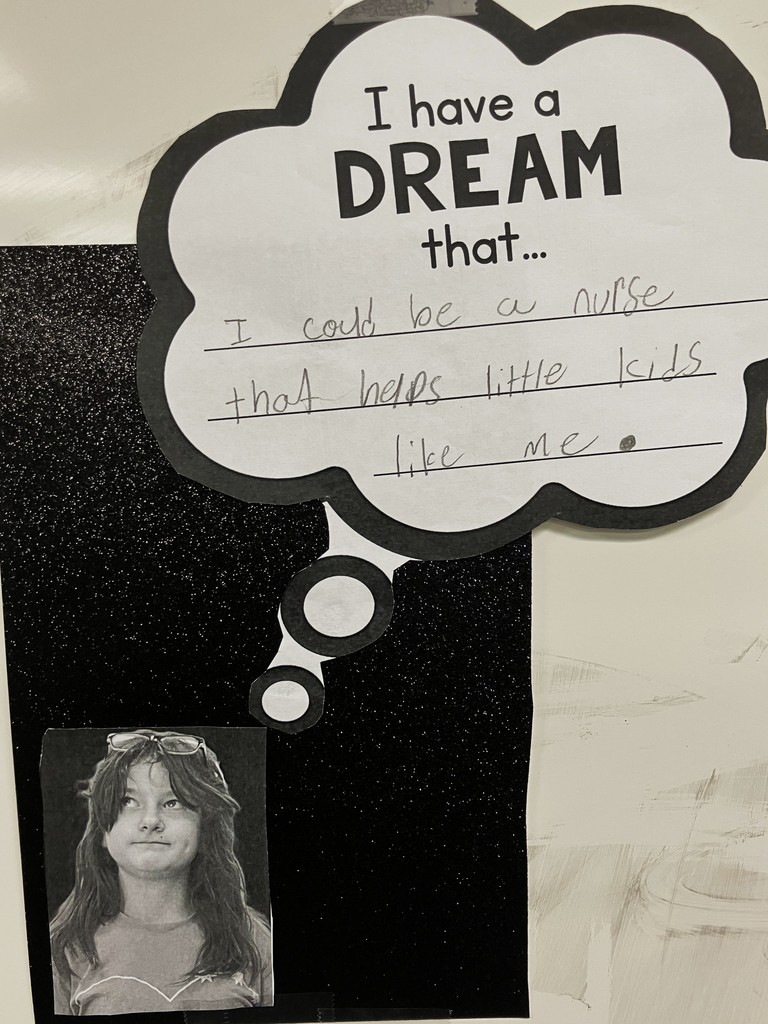 I have a
DREAM
that...
I could be a nurse
that helps little kids
like me.